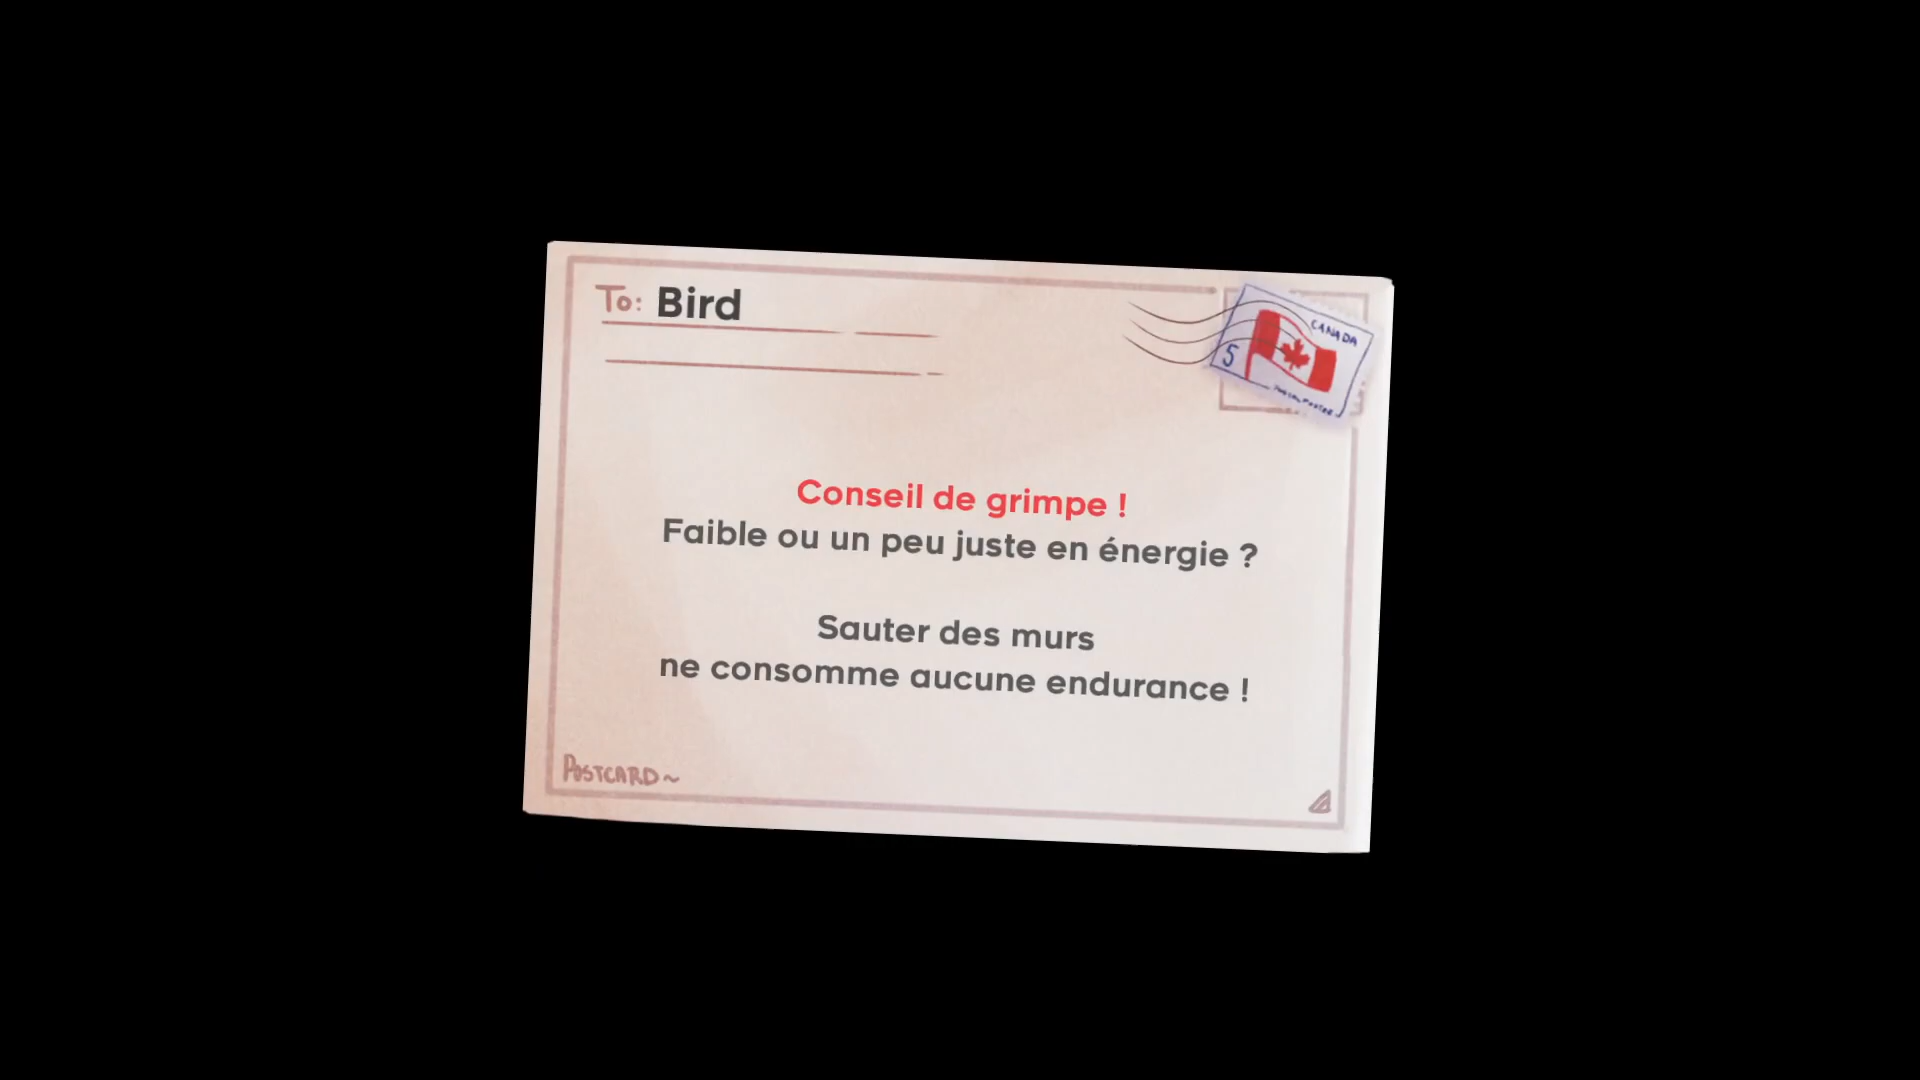 To: Bird
CANADA
5
Conseil de grimpe !
Faible ou un peu juste en énergie ?
Sauter des murs
ne consomme aucune endurance !
POSTCARD~